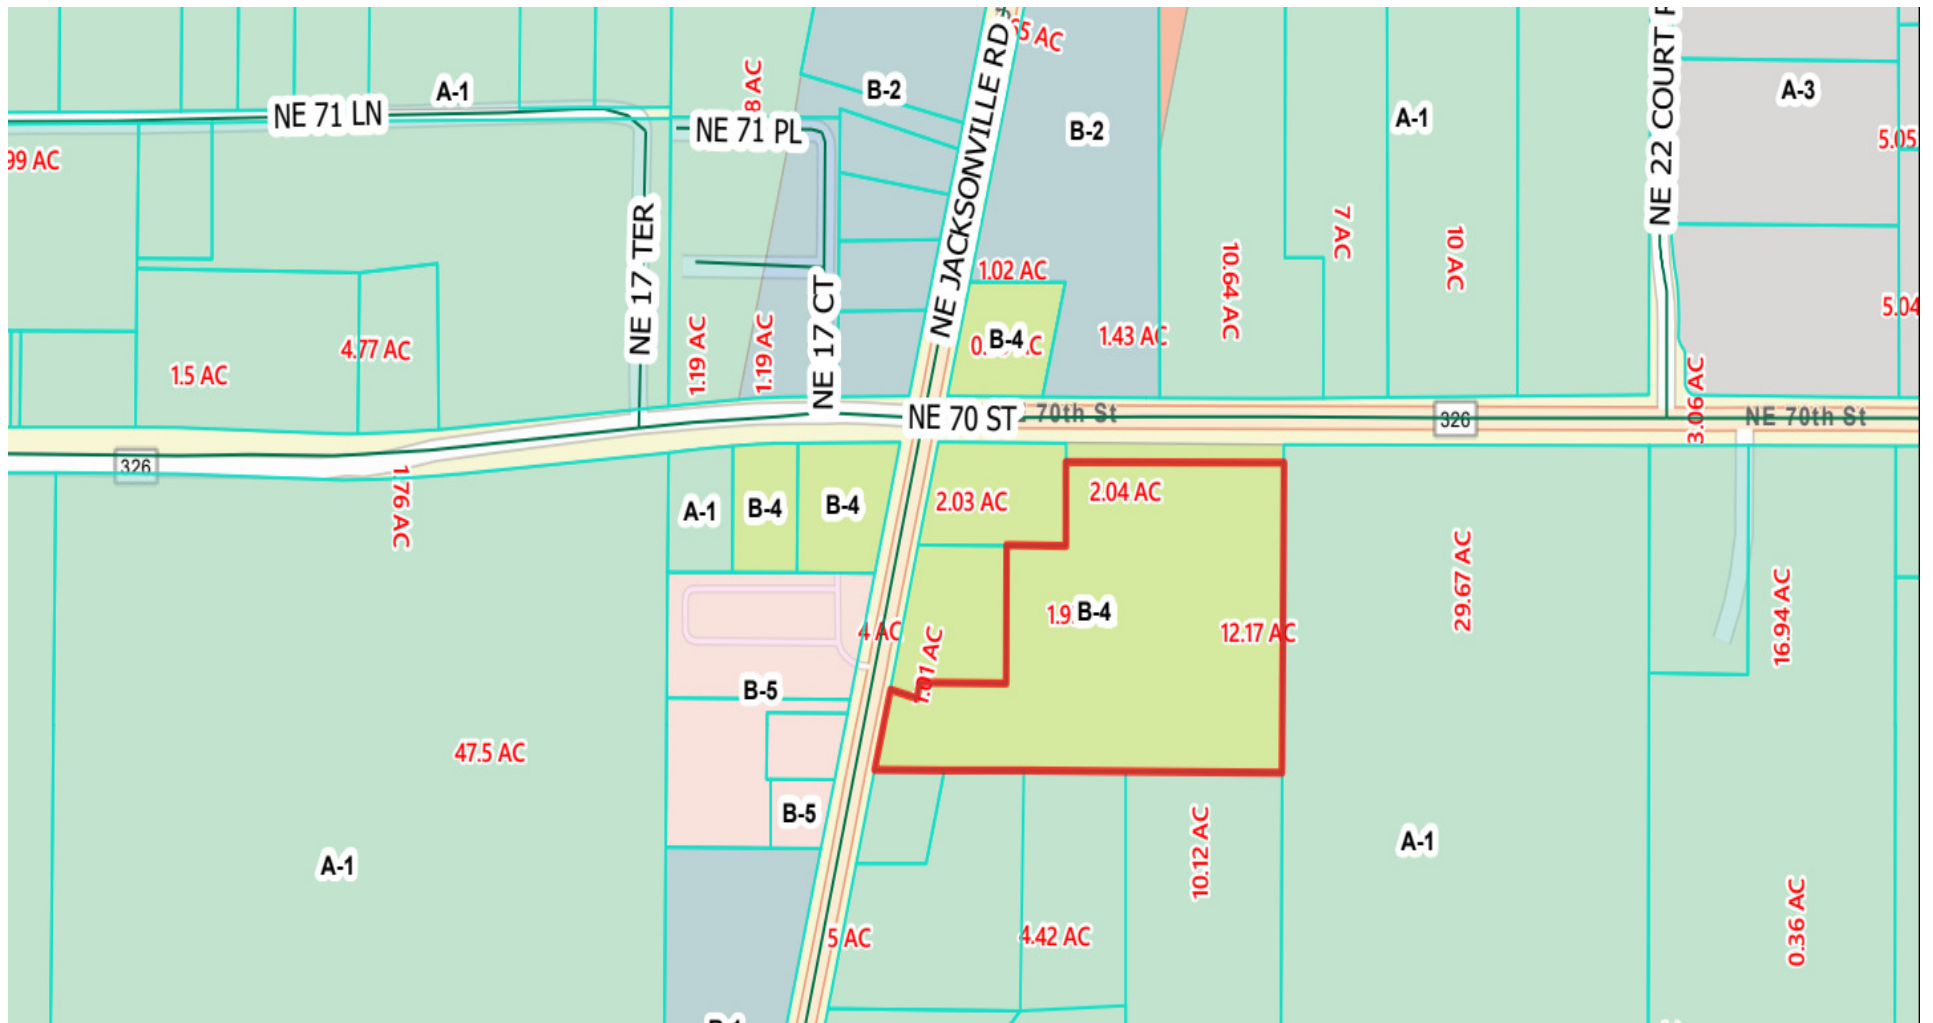 NE JACKSONVILLE RD
65 AC
NE 22 COURT
A-1
8 AC
B-2
A-3
NE 71 LN
NE 71 PL
B-2
A-1
99 AC
5.05
NE 17 TER
7 AC
10 AC
10.64 AC
1.02 AC
5.04
NE 17 CT
B-4
1.43 AC
4.77 AC
1.19 AC
1.19 AC
1.5 AC
3.06 AC
NE 70 ST
70th St
326
NE 70th St
326
1.76 AC
A-1
B-4
B-4
2.03 AC
2.04 AC
29.67 AC
16.94 AC
1.9
B-4
4 AC
12.17 AC
1.01 AC
B-5
47.5 AC
B-5
10.12 AC
A-1
A-1
5 AC
4.42 AC
0.36 AC